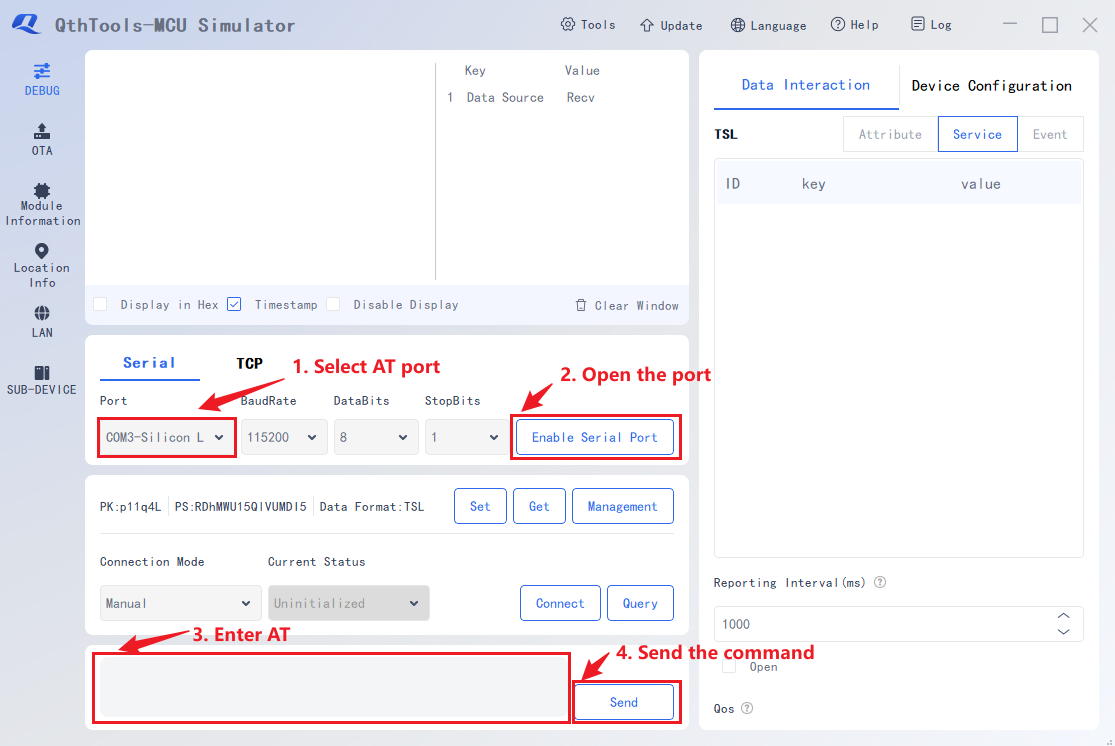 QthTools-MCU Simulator
Tools Update Language Help Log
DEBUG
OTA
Module
Information
Location
Info
LAN
SUB-DEVICE
Key Value
1 Data Source Recv
Display in Hex Timestamp Disable Display Clear Window
Serial TCP
1. Select AT port
2. Open the port
Port BaudRate DataBits StopBits
COM3-Silicon L 115200 8 1 Enable Serial Port
PK:p11q4L PS:RDhMWU15QlVUMDI5 Data Format:TSL Set Get Management
Connection Mode Current Status
Manual Uninitialized Connect Query
3. Enter AT
4. Send the command
Send
Data Interaction Device Configuration
TSL Attribute Service Event
ID key value
Reporting Interval(ms) ?
1000
Open
Qos ?